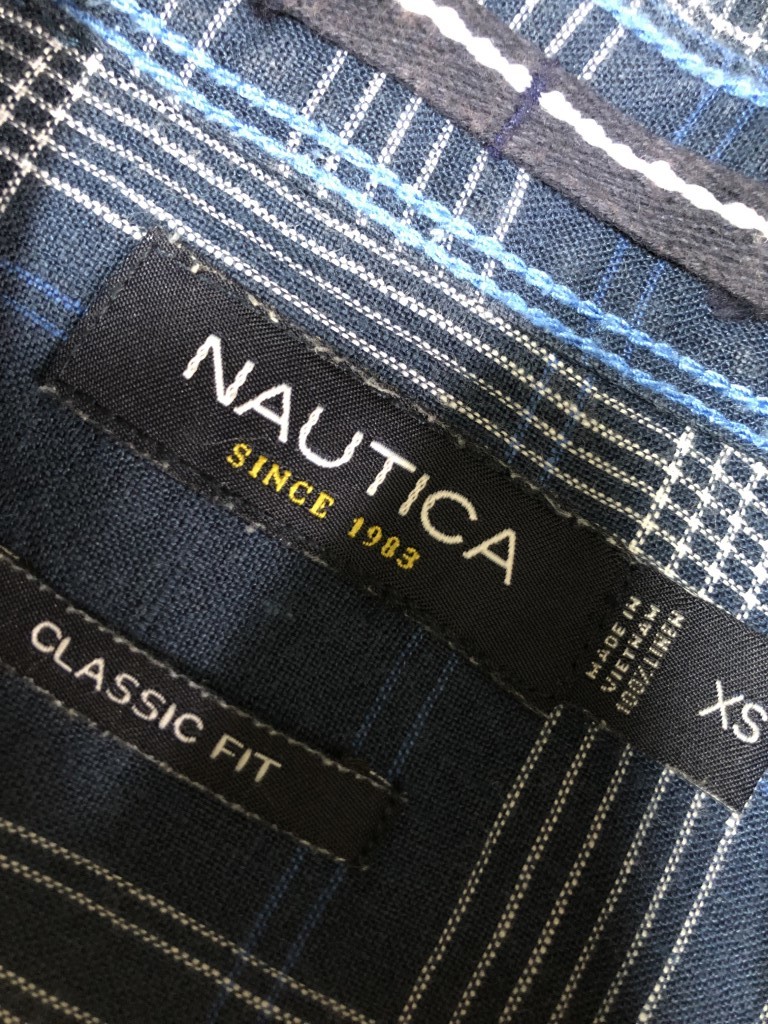 NAUTICA
SINCE 1983
MADE IN
VIETNAM
100% LINEN
XS
CLASSIC FIT